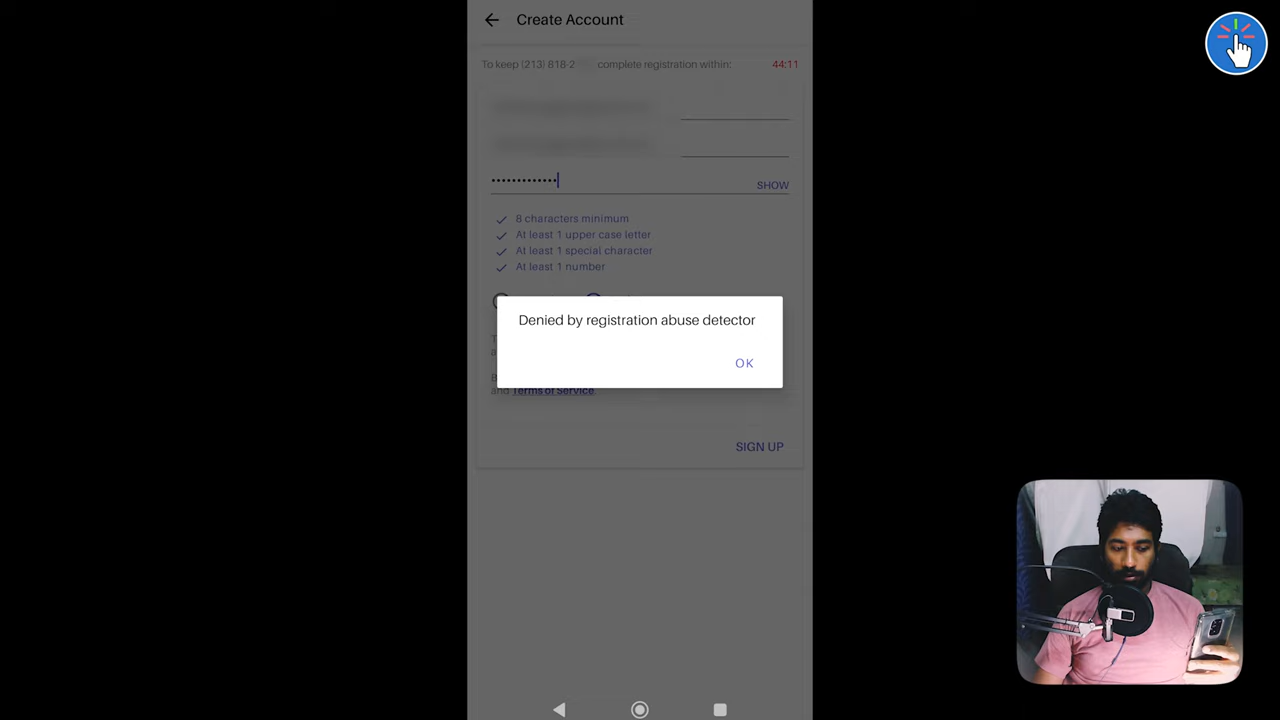 Create Account
To keep (213) 818-2 complete registration within: 44:11
•••••••••••••
SHOW
8 characters minimum
At least 1 upper case letter
At least 1 special character
At least 1 number
Denied by registration abuse detector
OK
and Terms of Service.
SIGN UP